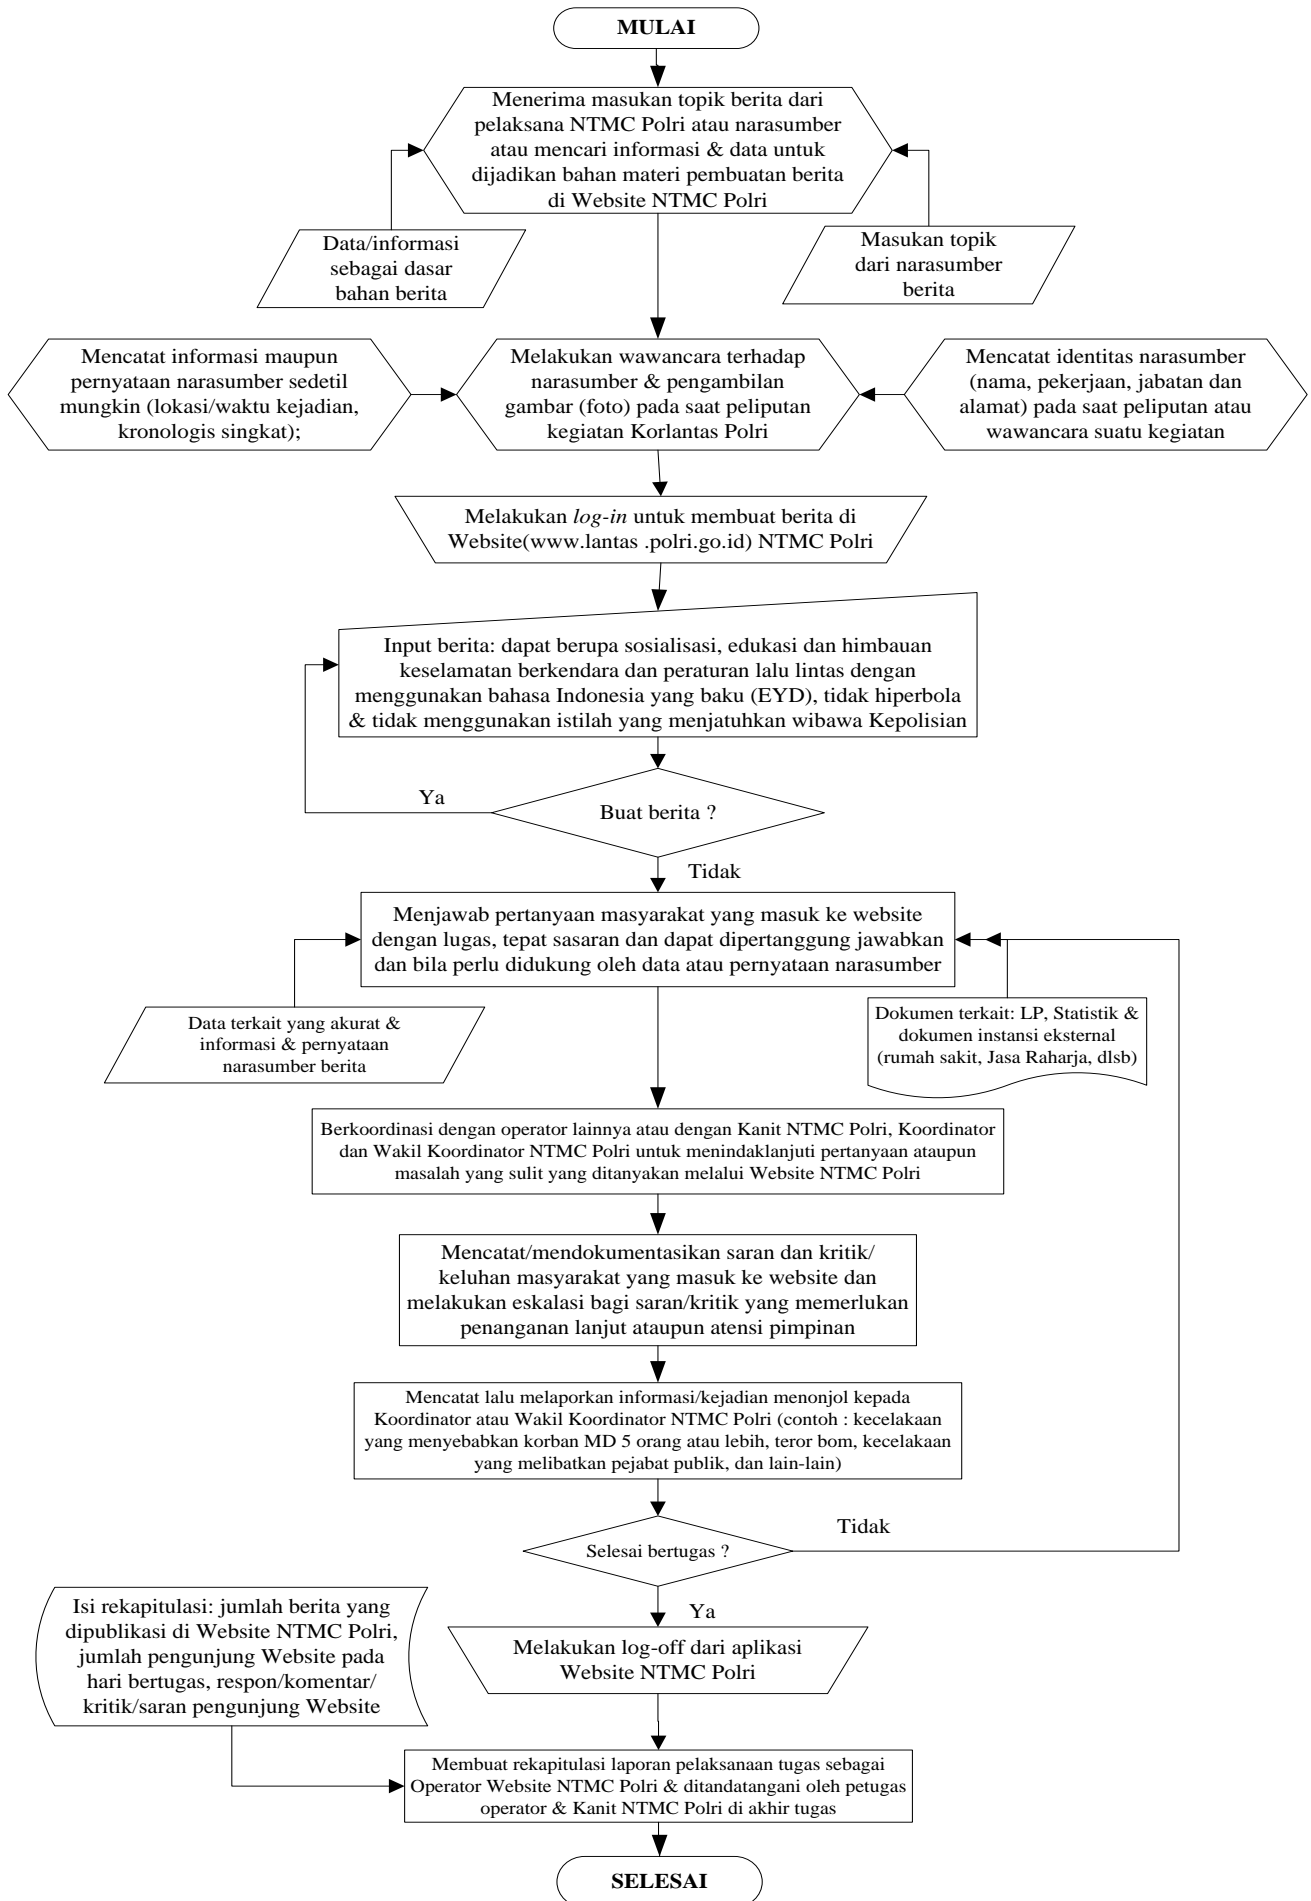 MULAI
Menerima masukan topik berita dari
pelaksana NTMC Polri atau narasumber
atau mencari informasi & data untuk
dijadikan bahan materi pembuatan berita
di Website NTMC Polri
Data/informasi
sebagai dasar
bahan berita
Masukan topik
dari narasumber
berita
Mencatat informasi maupun
pernyataan narasumber sedetil
mungkin (lokasi/waktu kejadian,
kronologis singkat);
Melakukan wawancara terhadap
narasumber & pengambilan
gambar (foto) pada saat peliputan
kegiatan Korlantas Polri
Mencatat identitas narasumber
(nama, pekerjaan, jabatan dan
alamat) pada saat peliputan atau
wawancara suatu kegiatan
Melakukan log-in untuk membuat berita di
Website(www.lantas .polri.go.id) NTMC Polri
Input berita: dapat berupa sosialisasi, edukasi dan himbauan
keselamatan berkendara dan peraturan lalu lintas dengan
menggunakan bahasa Indonesia yang baku (EYD), tidak hiperbola
& tidak menggunakan istilah yang menjatuhkan wibawa Kepolisian
Ya
Buat berita ?
Tidak
Menjawab pertanyaan masyarakat yang masuk ke website
dengan lugas, tepat sasaran dan dapat dipertanggung jawabkan
dan bila perlu didukung oleh data atau pernyataan narasumber
Data terkait yang akurat &
informasi & pernyataan
narasumber berita
Dokumen terkait: LP, Statistik &
dokumen instansi eksternal
(rumah sakit, Jasa Raharja, dlsb)
Berkoordinasi dengan operator lainnya atau dengan Kanit NTMC Polri, Koordinator
dan Wakil Koordinator NTMC Polri untuk menindaklanjuti pertanyaan ataupun
masalah yang sulit yang ditanyakan melalui Website NTMC Polri
Mencatat/mendokumentasikan saran dan kritik/
keluhan masyarakat yang masuk ke website dan
melakukan eskalasi bagi saran/kritik yang memerlukan
penanganan lanjut ataupun atensi pimpinan
Mencatat lalu melaporkan informasi/kejadian menonjol kepada
Koordinator atau Wakil Koordinator NTMC Polri (contoh : kecelakaan
yang menyebabkan korban MD 5 orang atau lebih, teror bom, kecelakaan
yang melibatkan pejabat publik, dan lain-lain)
Tidak
Selesai bertugas ?
Ya
Isi rekapitulasi: jumlah berita yang
dipublikasi di Website NTMC Polri,
jumlah pengunjung Website pada
hari bertugas, respon/komentar/
kritik/saran pengunjung Website
Melakukan log-off dari aplikasi
Website NTMC Polri
Membuat rekapitulasi laporan pelaksanaan tugas sebagai
Operator Website NTMC Polri & ditandatangani oleh petugas
operator & Kanit NTMC Polri di akhir tugas
SELESAI